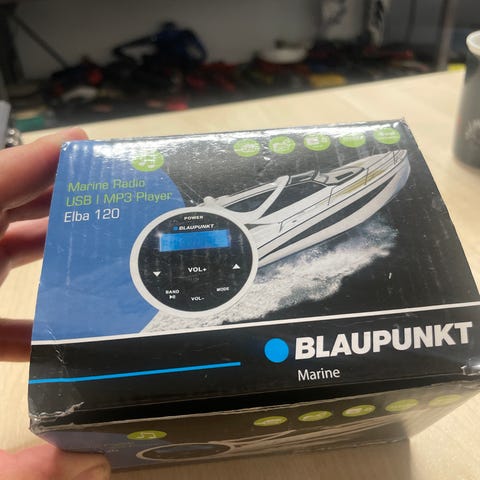 Marine Radio
USB | MP3 Player
Elba 120
POWER
BLAUPUNKT
VOL+
BAND
MODE
VOL-
BLAUPUNKT
Marine